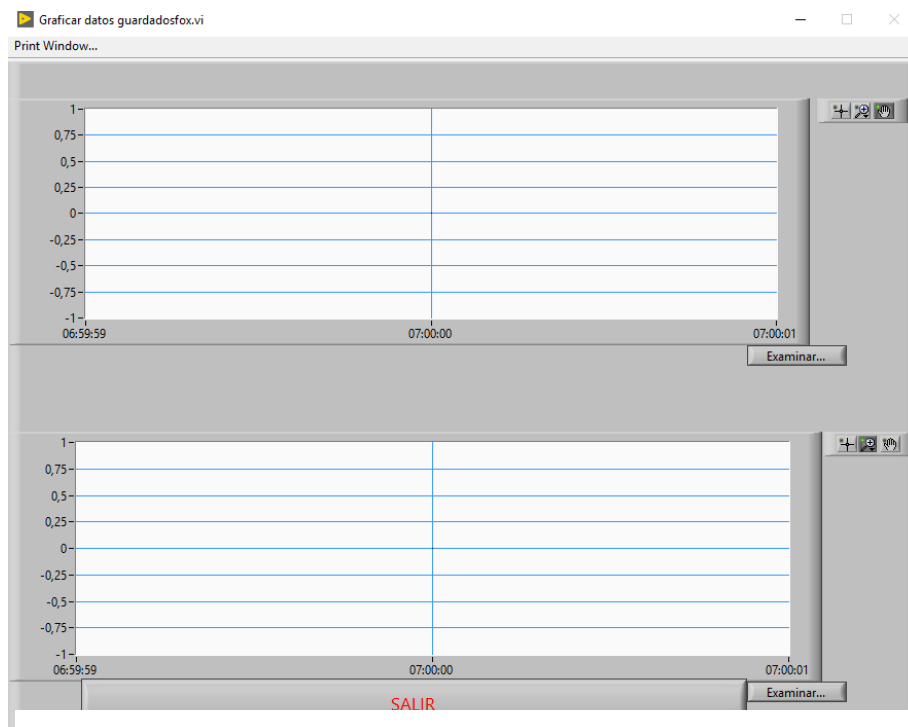 Graficar datos guardadosfox.vi
Print Window...
1
0,75
0,5
0,25
0
-0,25
-0,5
-0,75
-1
06:59:59 07:00:00 07:00:01
Examinar...
1
0,75
0,5
0,25
0
-0,25
-0,5
-0,75
-1
06:59:59 07:00:00 07:00:01
Examinar...
SALIR